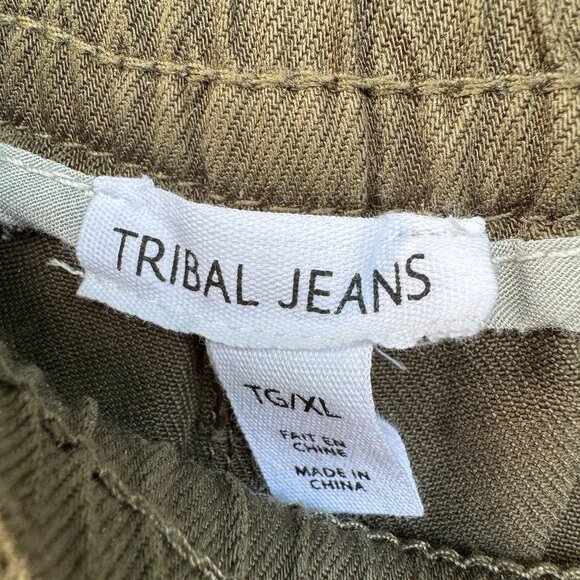 TRIBAL JEANS
TG/XL
FAIT EN
CHINE
MADE IN
CHINA